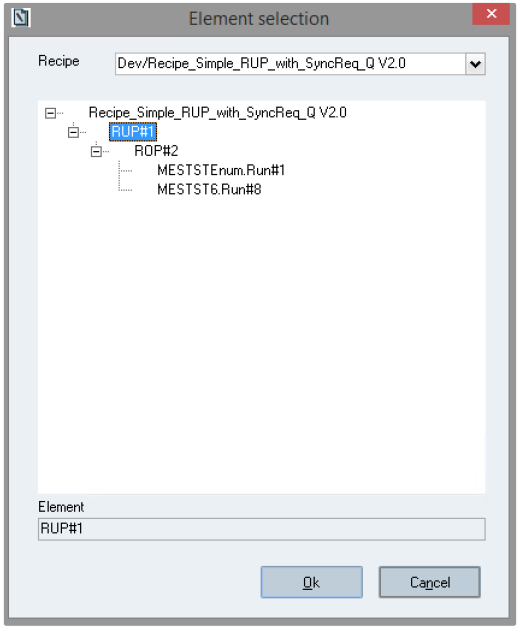 Element selection
Recipe
Dev/Recipe_Simple_RUP_with_SyncReq_Q V2.0
Recipe_Simple_RUP_with_SyncReq_Q V2.0
RUP#1
ROP#2
MESTSTEnum.Run#1
MESTST6.Run#8
Element
RUP#1
Ok
Cancel